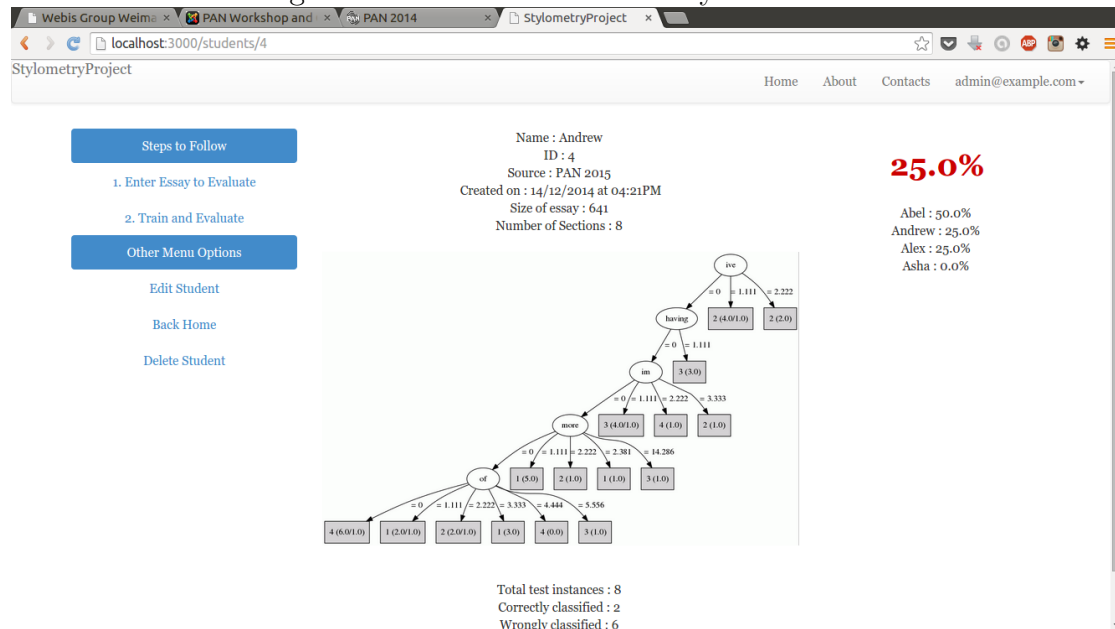 Webis Group Weima
PAN Workshop and
PAN 2014
StylometryProject
localhost:3000/students/4
StylometryProject
Home About Contacts admin@example.com
Steps to Follow
1. Enter Essay to Evaluate
2. Train and Evaluate
Other Menu Options
Edit Student
Back Home
Delete Student
Name : Andrew
ID : 4
Source : PAN 2015
Created on : 14/12/2014 at 04:21PM
Size of essay : 641
Number of Sections : 8
25.0%
Abel : 50.0%
Andrew : 25.0%
Alex : 25.0%
Asha : 0.0%
ive
= 0 = 1.111 = 2.222
having 2 (4.0/1.0) 2 (2.0)
= 0 = 1.111
im 3 (3.0)
= 0 = 1.111 = 2.222 = 3.333
more 3 (4.0/1.0) 4 (1.0) 2 (1.0)
= 0 = 1.111 = 2.222 = 2.381 = 14.286
of 1 (5.0) 2 (1.0) 1 (1.0) 3 (1.0)
= 0 = 1.111 = 2.222 = 3.333 = 4.444 = 5.556
4 (6.0/1.0) 1 (2.0/1.0) 2 (2.0/1.0) 1 (3.0) 4 (0.0) 3 (1.0)
Total test instances : 8
Correctly classified : 2
Wrongly classified : 6